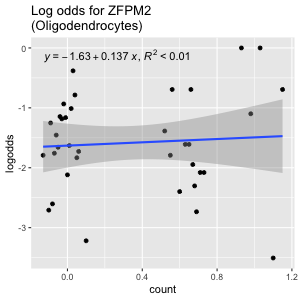 Log odds for ZFPM2
(Oligodendrocytes)
y = −1.63 + 0.137 x, R² < 0.01
0
-1
-2
-3
logodds
0.0 0.4 0.8 1.2
count